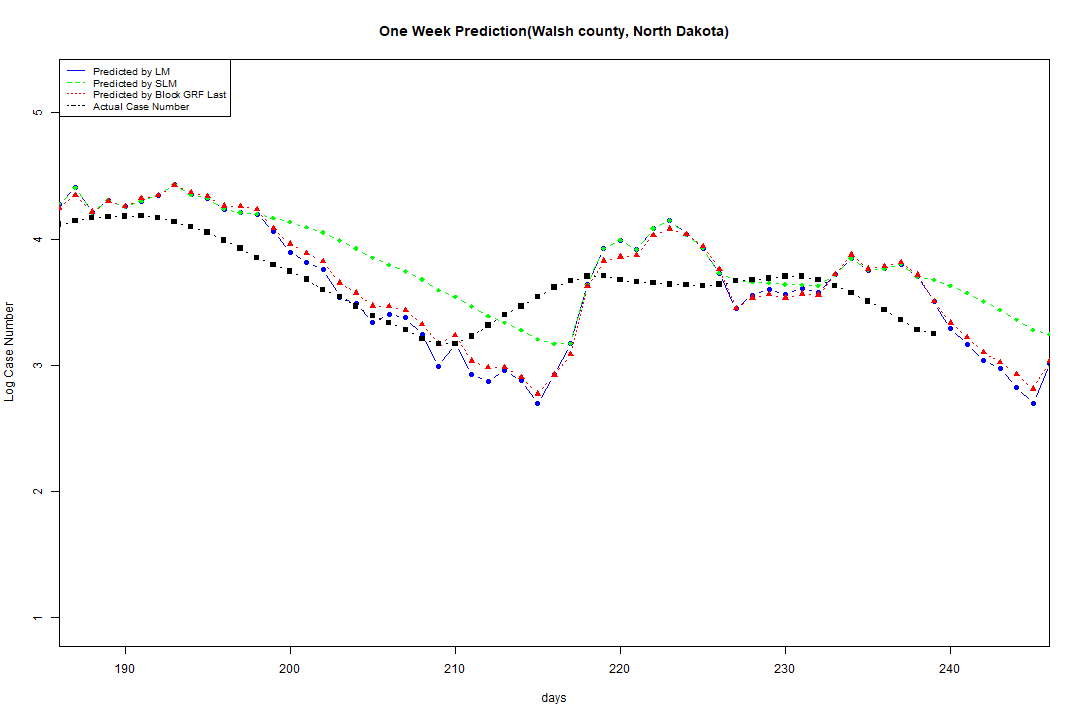 One Week Prediction(Walsh county, North Dakota)
Predicted by LM
Predicted by SLM
Predicted by Block GRF Last
Actual Case Number
5
4
3
2
1
Log Case Number
190 200 210 220 230 240
days